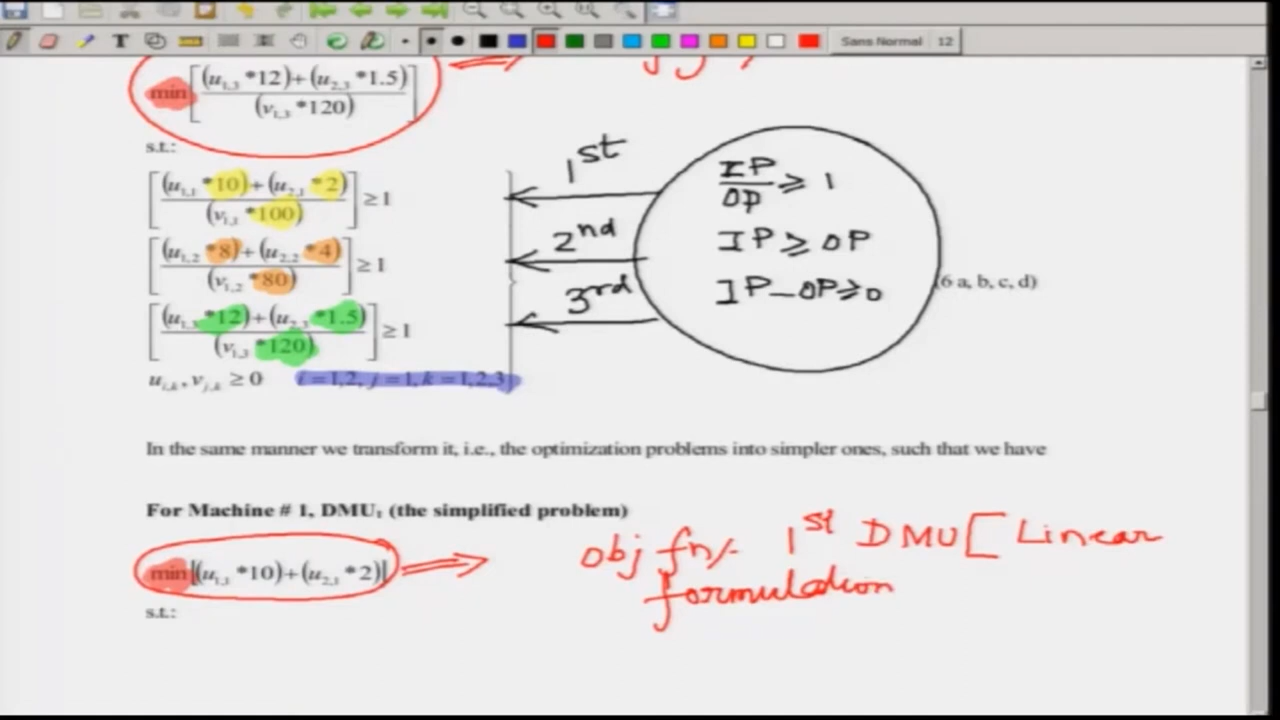 Sans Normal 12
min [ (u₁,₃ *12)+(u₂,₃ *1.5) / (v₁,₃ *120) ]
s.t.:
[ (u₁,₁ *10)+(u₂,₁ *2) / (v₁,₁ *100) ] ≥ 1
[ (u₁,₂ *8)+(u₂,₂ *4) / (v₁,₂ *80) ] ≥ 1
[ (u₁,₃ *12)+(u₂,₃ *1.5) / (v₁,₃ *120) ] ≥ 1
uᵢ,ₖ, vⱼ,ₖ ≥ 0 i = 1,2, j = 1, k = 1,2,3
1st
2nd
3rd
IP/OP ≥ 1
IP ≥ OP
IP - OP ≥ 0
(6 a, b, c, d)
In the same manner we transform it, i.e., the optimization problems into simpler ones, such that we have
For Machine # 1, DMU₁ (the simplified problem)
min[(u₁,₁ *10)+(u₂,₁ *2)]
obj fn/- 1st DMU [Linear
formulation
s.t.: